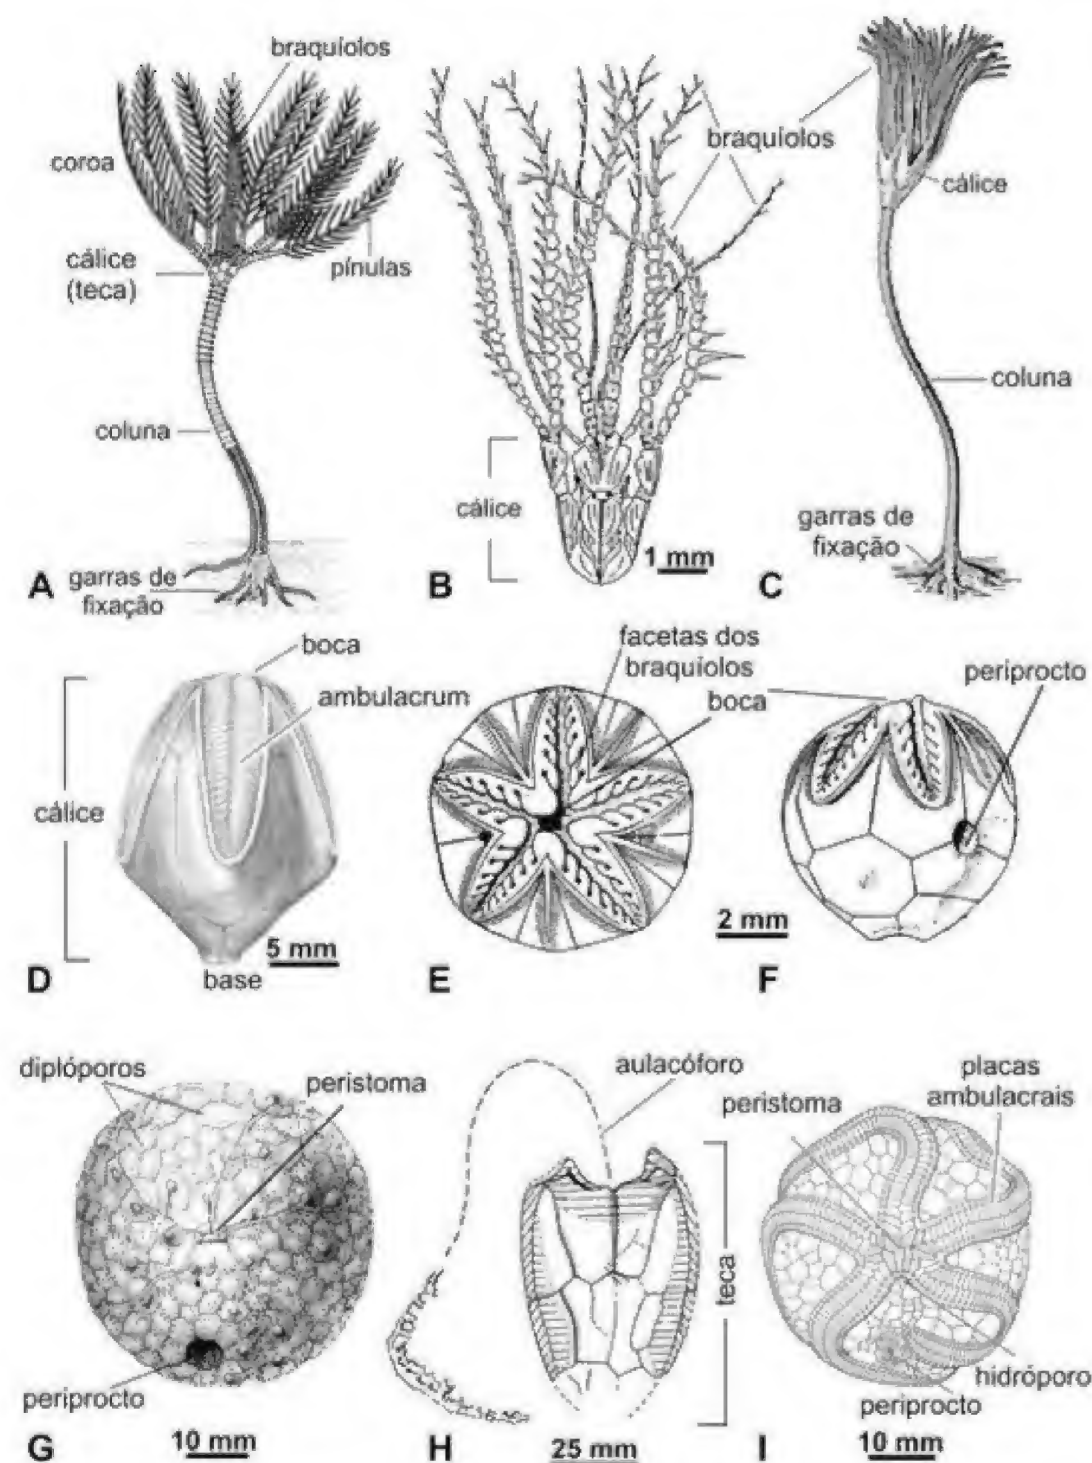 braquíolos
coroa
cálice
(teca)
pínulas
coluna
garras de
fixação
A
braquíolos
cálice
1 mm
B
cálice
coluna
garras de
fixação
C
boca
ambulacrum
cálice
5 mm
base
D
facetas dos
braquíolos
boca
E
periprocto
2 mm
F
diplóporos
peristoma
periprocto
G
10 mm
aulacóforo
teca
H
25 mm
peristoma
placas
ambulacrais
hidróporo
periprocto
I
10 mm